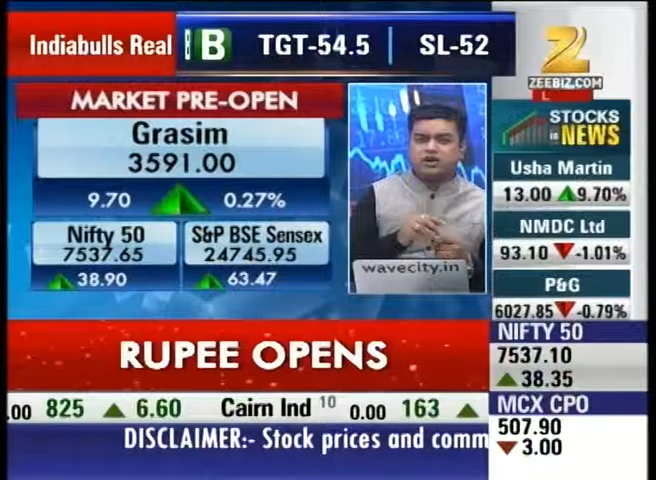 Indiabulls Real
B
TGT-54.5
SL-52
ZEEBIZ.COM
L
MARKET PRE-OPEN
Grasim
3591.00
9.70 0.27%
Nifty 50
7537.65
38.90
S&P BSE Sensex
24745.95
63.47
wavecity.in
STOCKS
IN NEWS
Usha Martin
13.00 9.70%
NMDC Ltd
93.10 -1.01%
P&G
6027.85 -0.79%
RUPEE OPENS
NIFTY 50
7537.10
38.35
MCX CPO
507.90
3.00
.00 825 6.60 Cairn Ind 10 0.00 163
DISCLAIMER:- Stock prices and comm